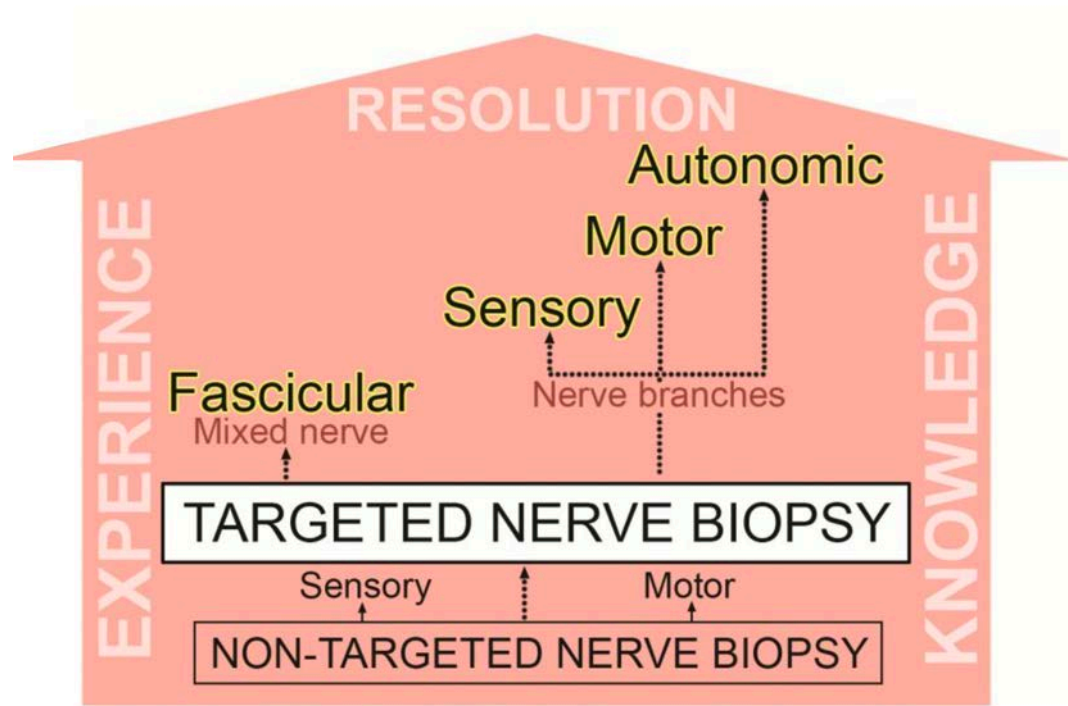 RESOLUTION
EXPERIENCE
KNOWLEDGE
Autonomic
Motor
Sensory
Nerve branches
Fascicular
Mixed nerve
TARGETED NERVE BIOPSY
Sensory
Motor
NON-TARGETED NERVE BIOPSY